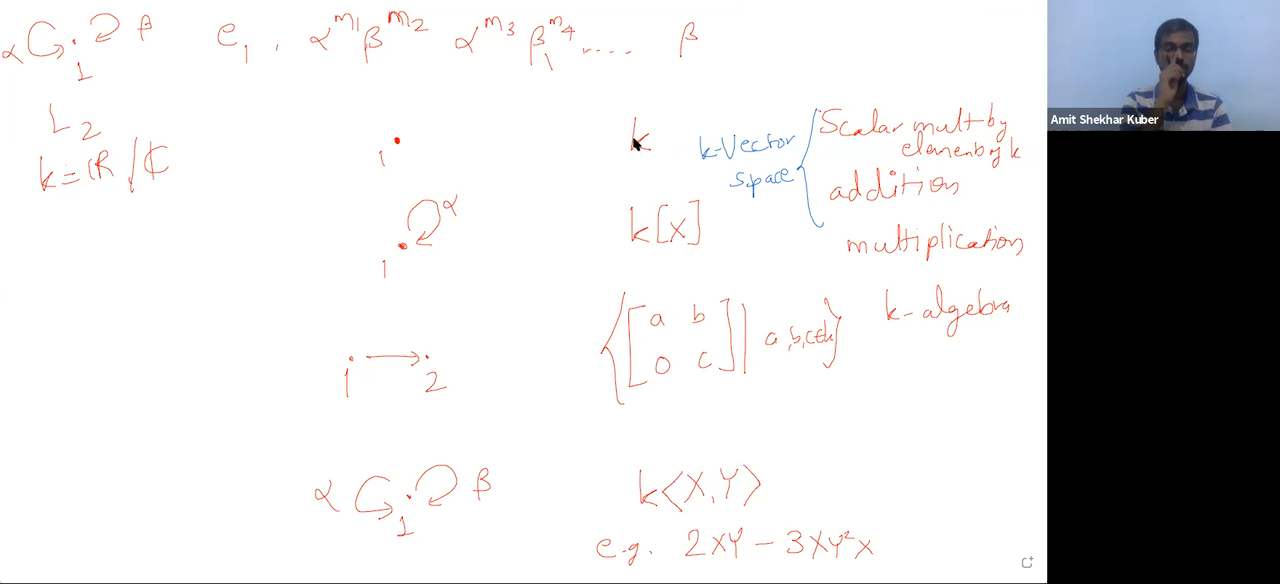 α 1 β e₁, α^m₁ β^m₂ α^m₃ β₁^m₄ ..... β
L₂
k = ℝ / ℂ
1 k k-Vector space Scalar mult by
element of k
addition
1 α k[X] multiplication
k-algebra
1 2 { [ a b
0 c ] | a, b, c ∈ k }
α 1 β k⟨X, Y⟩
e.g. 2XY - 3XY²X
Amit Shekhar Kuber